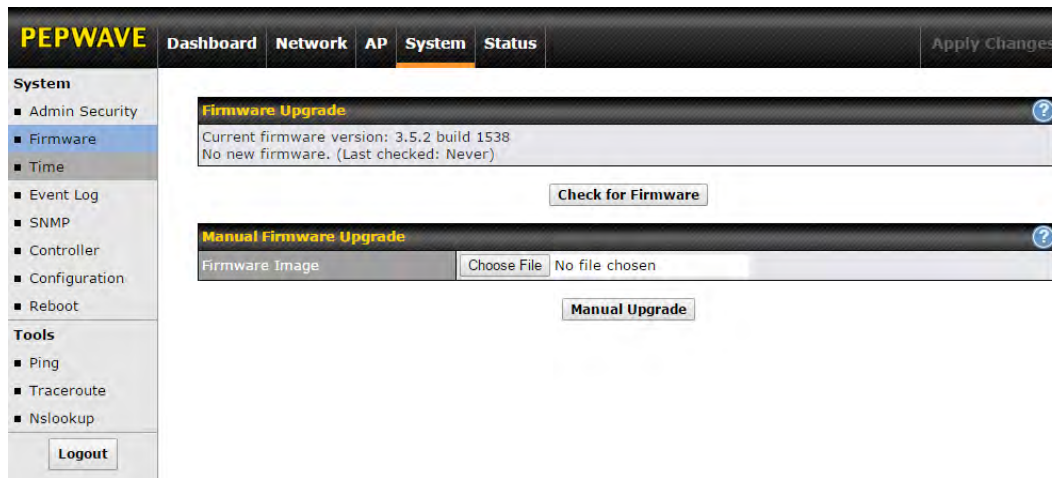 PEPWAVE
Dashboard Network AP System Status Apply Changes
System
Admin Security
Firmware
Time
Event Log
SNMP
Controller
Configuration
Reboot
Tools
Ping
Traceroute
Nslookup
Logout
Firmware Upgrade ?
Current firmware version: 3.5.2 build 1538
No new firmware. (Last checked: Never)
Check for Firmware
Manual Firmware Upgrade ?
Firmware Image Choose File No file chosen
Manual Upgrade